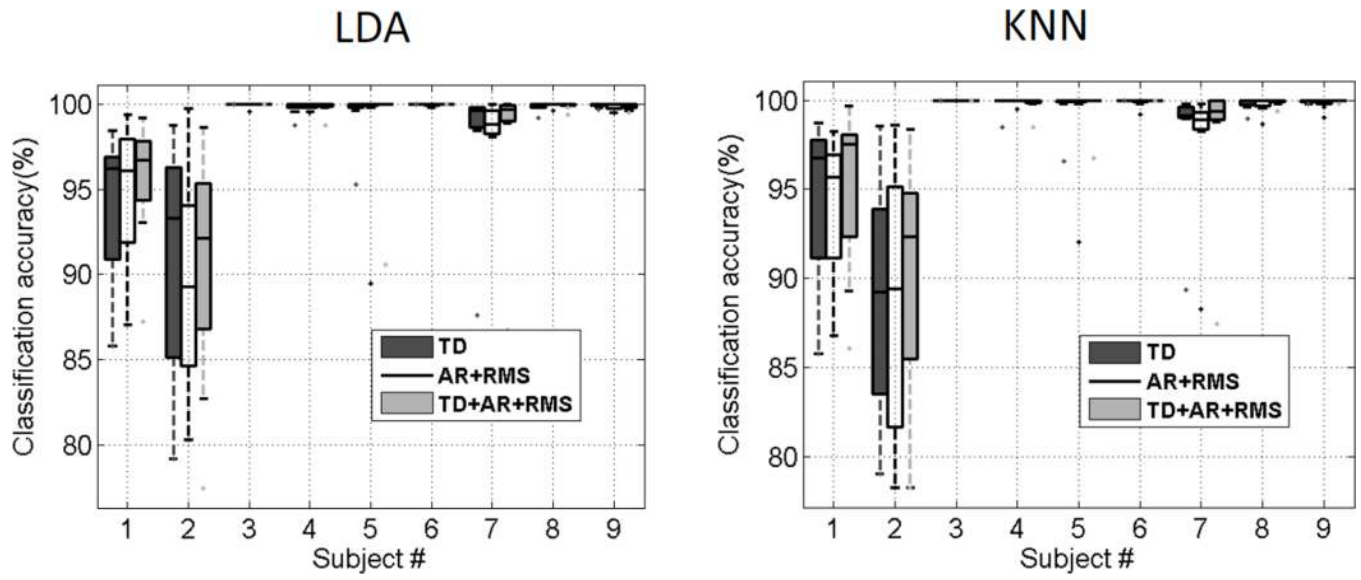 LDA
KNN
Classification accuracy(%)
100
95
90
85
80
TD
AR+RMS
TD+AR+RMS
1 2 3 4 5 6 7 8 9
Subject #
Classification accuracy(%)
100
95
90
85
80
TD
AR+RMS
TD+AR+RMS
1 2 3 4 5 6 7 8 9
Subject #